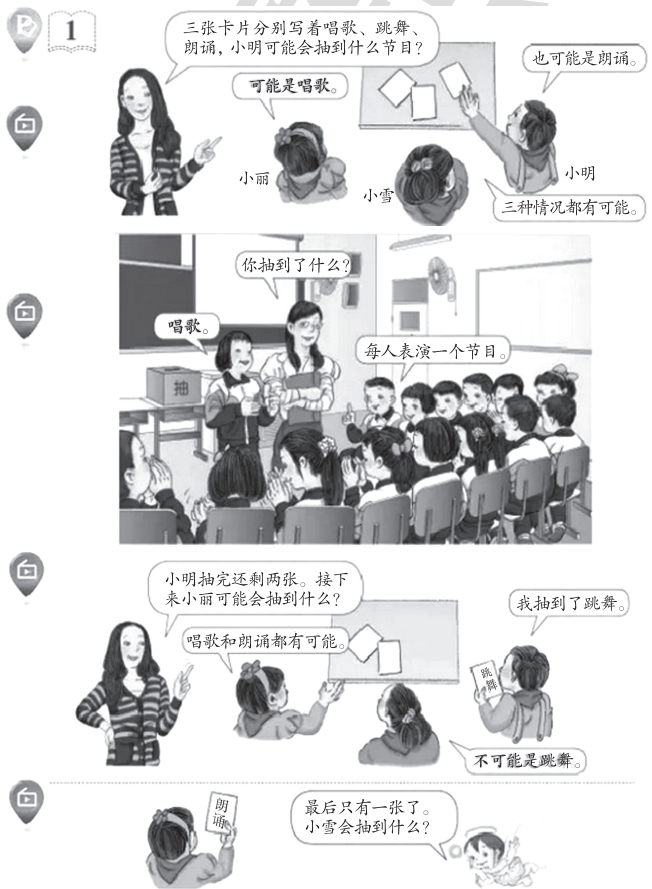 1
三张卡片分别写着唱歌、跳舞、
朗诵，小明可能会抽到什么节目？
可能是唱歌。
也可能是朗诵。
小丽
小雪
小明
三种情况都有可能。
你抽到了什么？
唱歌。
每人表演一个节目。
抽
小明抽完还剩两张。接下
来小丽可能会抽到什么？
唱歌和朗诵都有可能。
我抽到了跳舞。
跳舞
不可能是跳舞。
朗诵
最后只有一张了。
小雪会抽到什么？